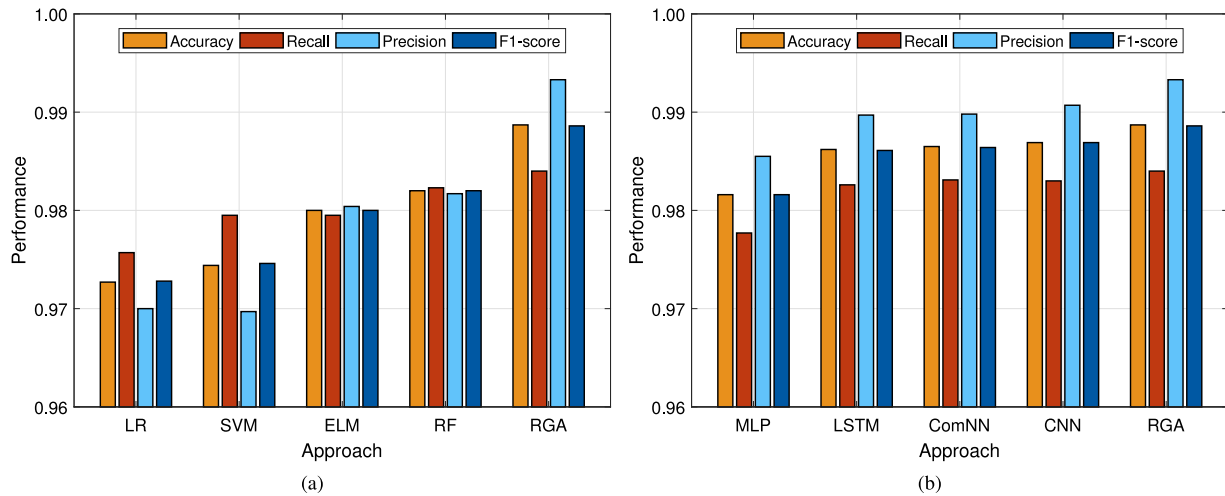 1.00
0.99
0.98
0.97
0.96
Performance
Accuracy Recall Precision F1-score
LR SVM ELM RF RGA
Approach
(a)
1.00
0.99
0.98
0.97
0.96
Performance
Accuracy Recall Precision F1-score
MLP LSTM ComNN CNN RGA
Approach
(b)